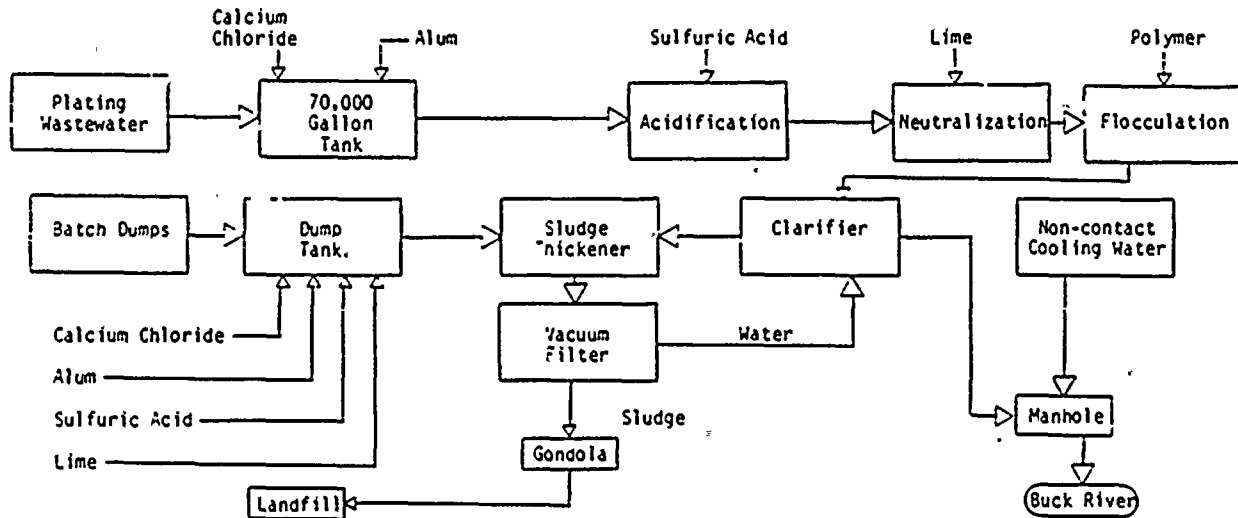 Calcium
Chloride
Alum
Sulfuric Acid
Lime
Polymer
Plating
Wastewater
70,000
Gallon
Tank
Acidification
Neutralization
Flocculation
Batch Dumps
Dump
Tank.
Sludge
Thickener
Clarifier
Non-contact
Cooling Water
Calcium Chloride
Alum
Sulfuric Acid
Lime
Vacuum
Filter
Water
Sludge
Gondola
Landfill
Manhole
Buck River